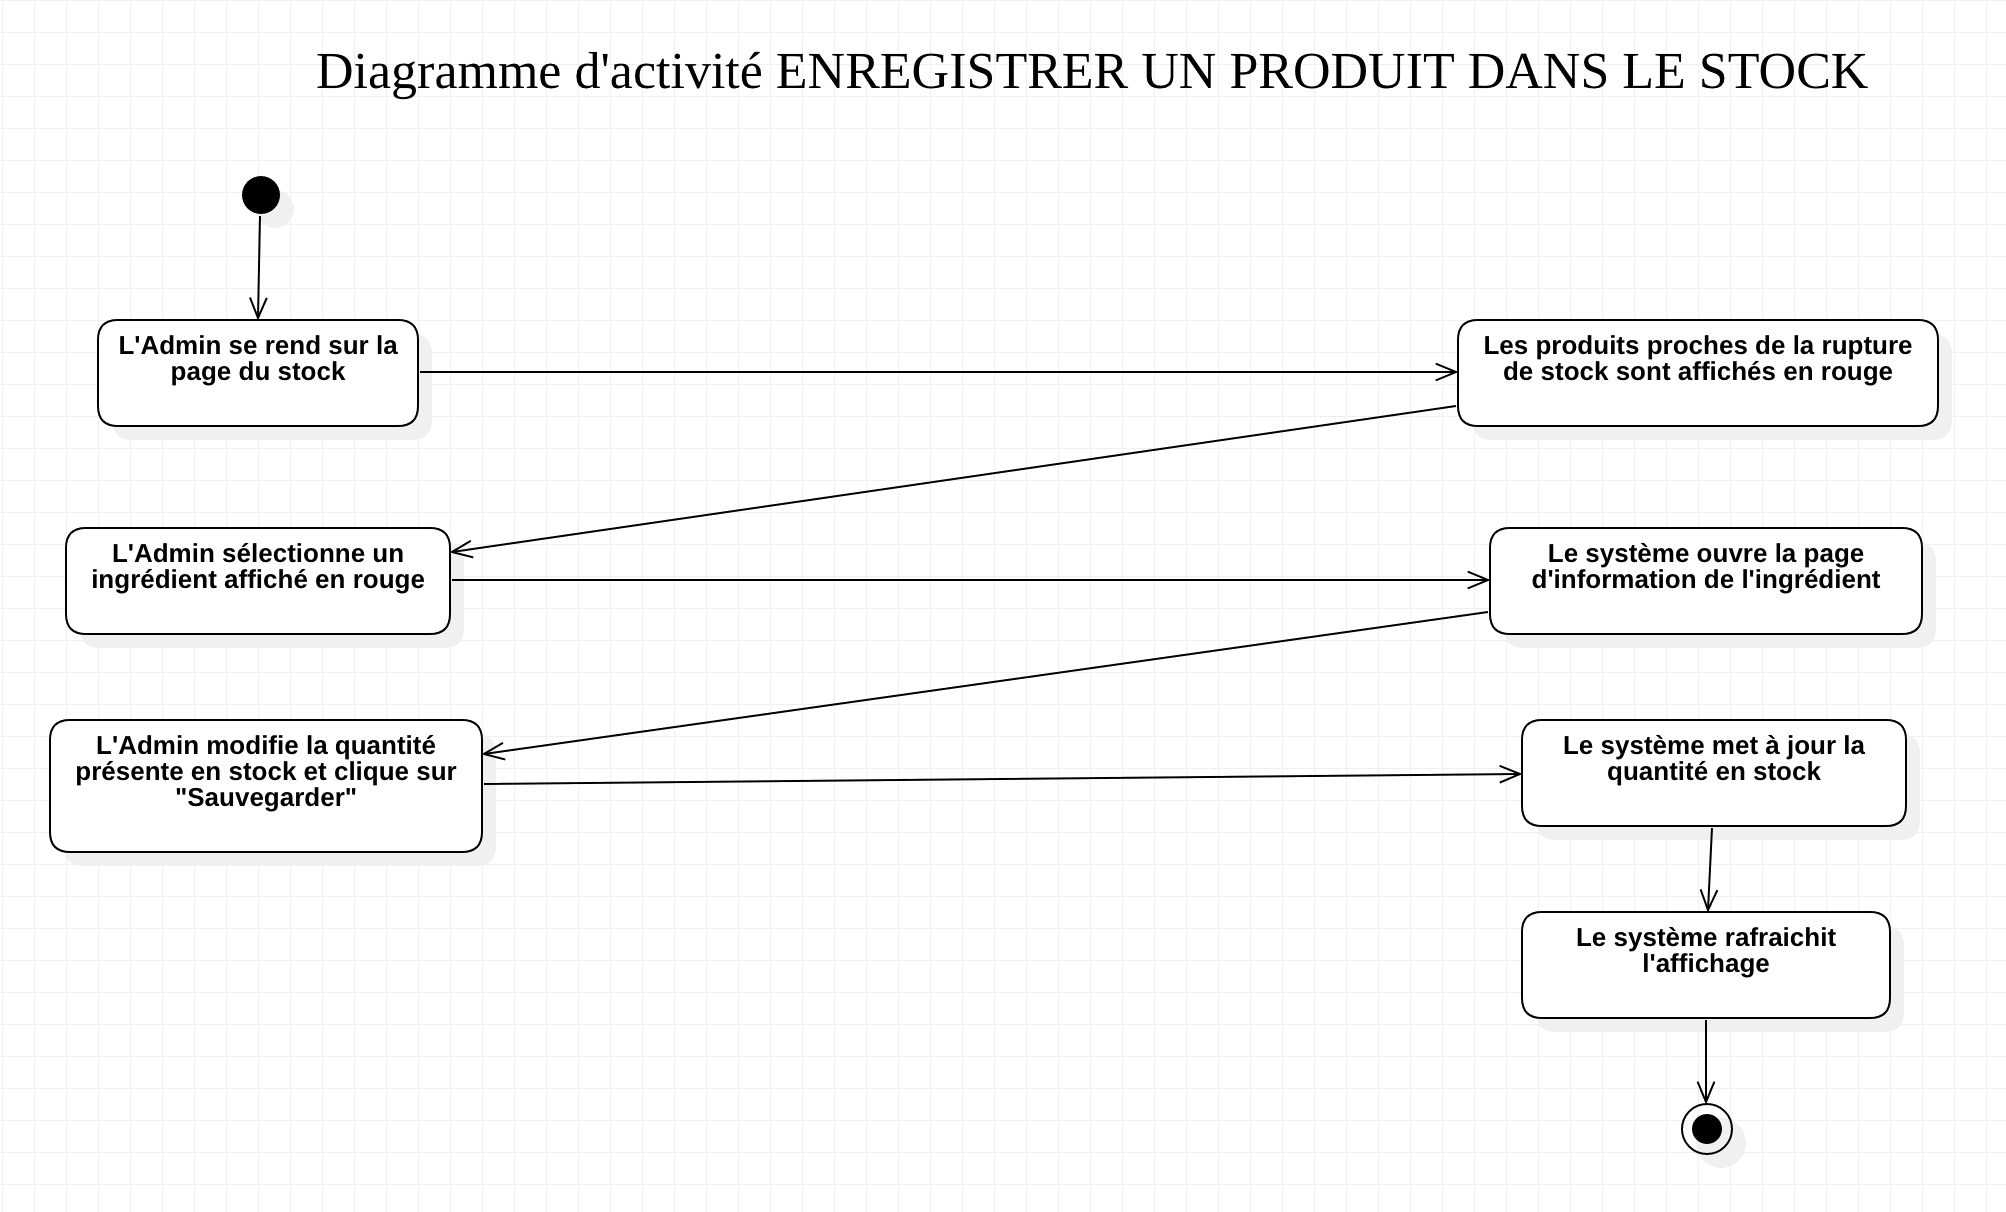 Diagramme d'activité ENREGISTRER UN PRODUIT DANS LE STOCK
L'Admin se rend sur la
page du stock
Les produits proches de la rupture
de stock sont affichés en rouge
L'Admin sélectionne un
ingrédient affiché en rouge
Le système ouvre la page
d'information de l'ingrédient
L'Admin modifie la quantité
présente en stock et clique sur
"Sauvegarder"
Le système met à jour la
quantité en stock
Le système rafraichit
l'affichage